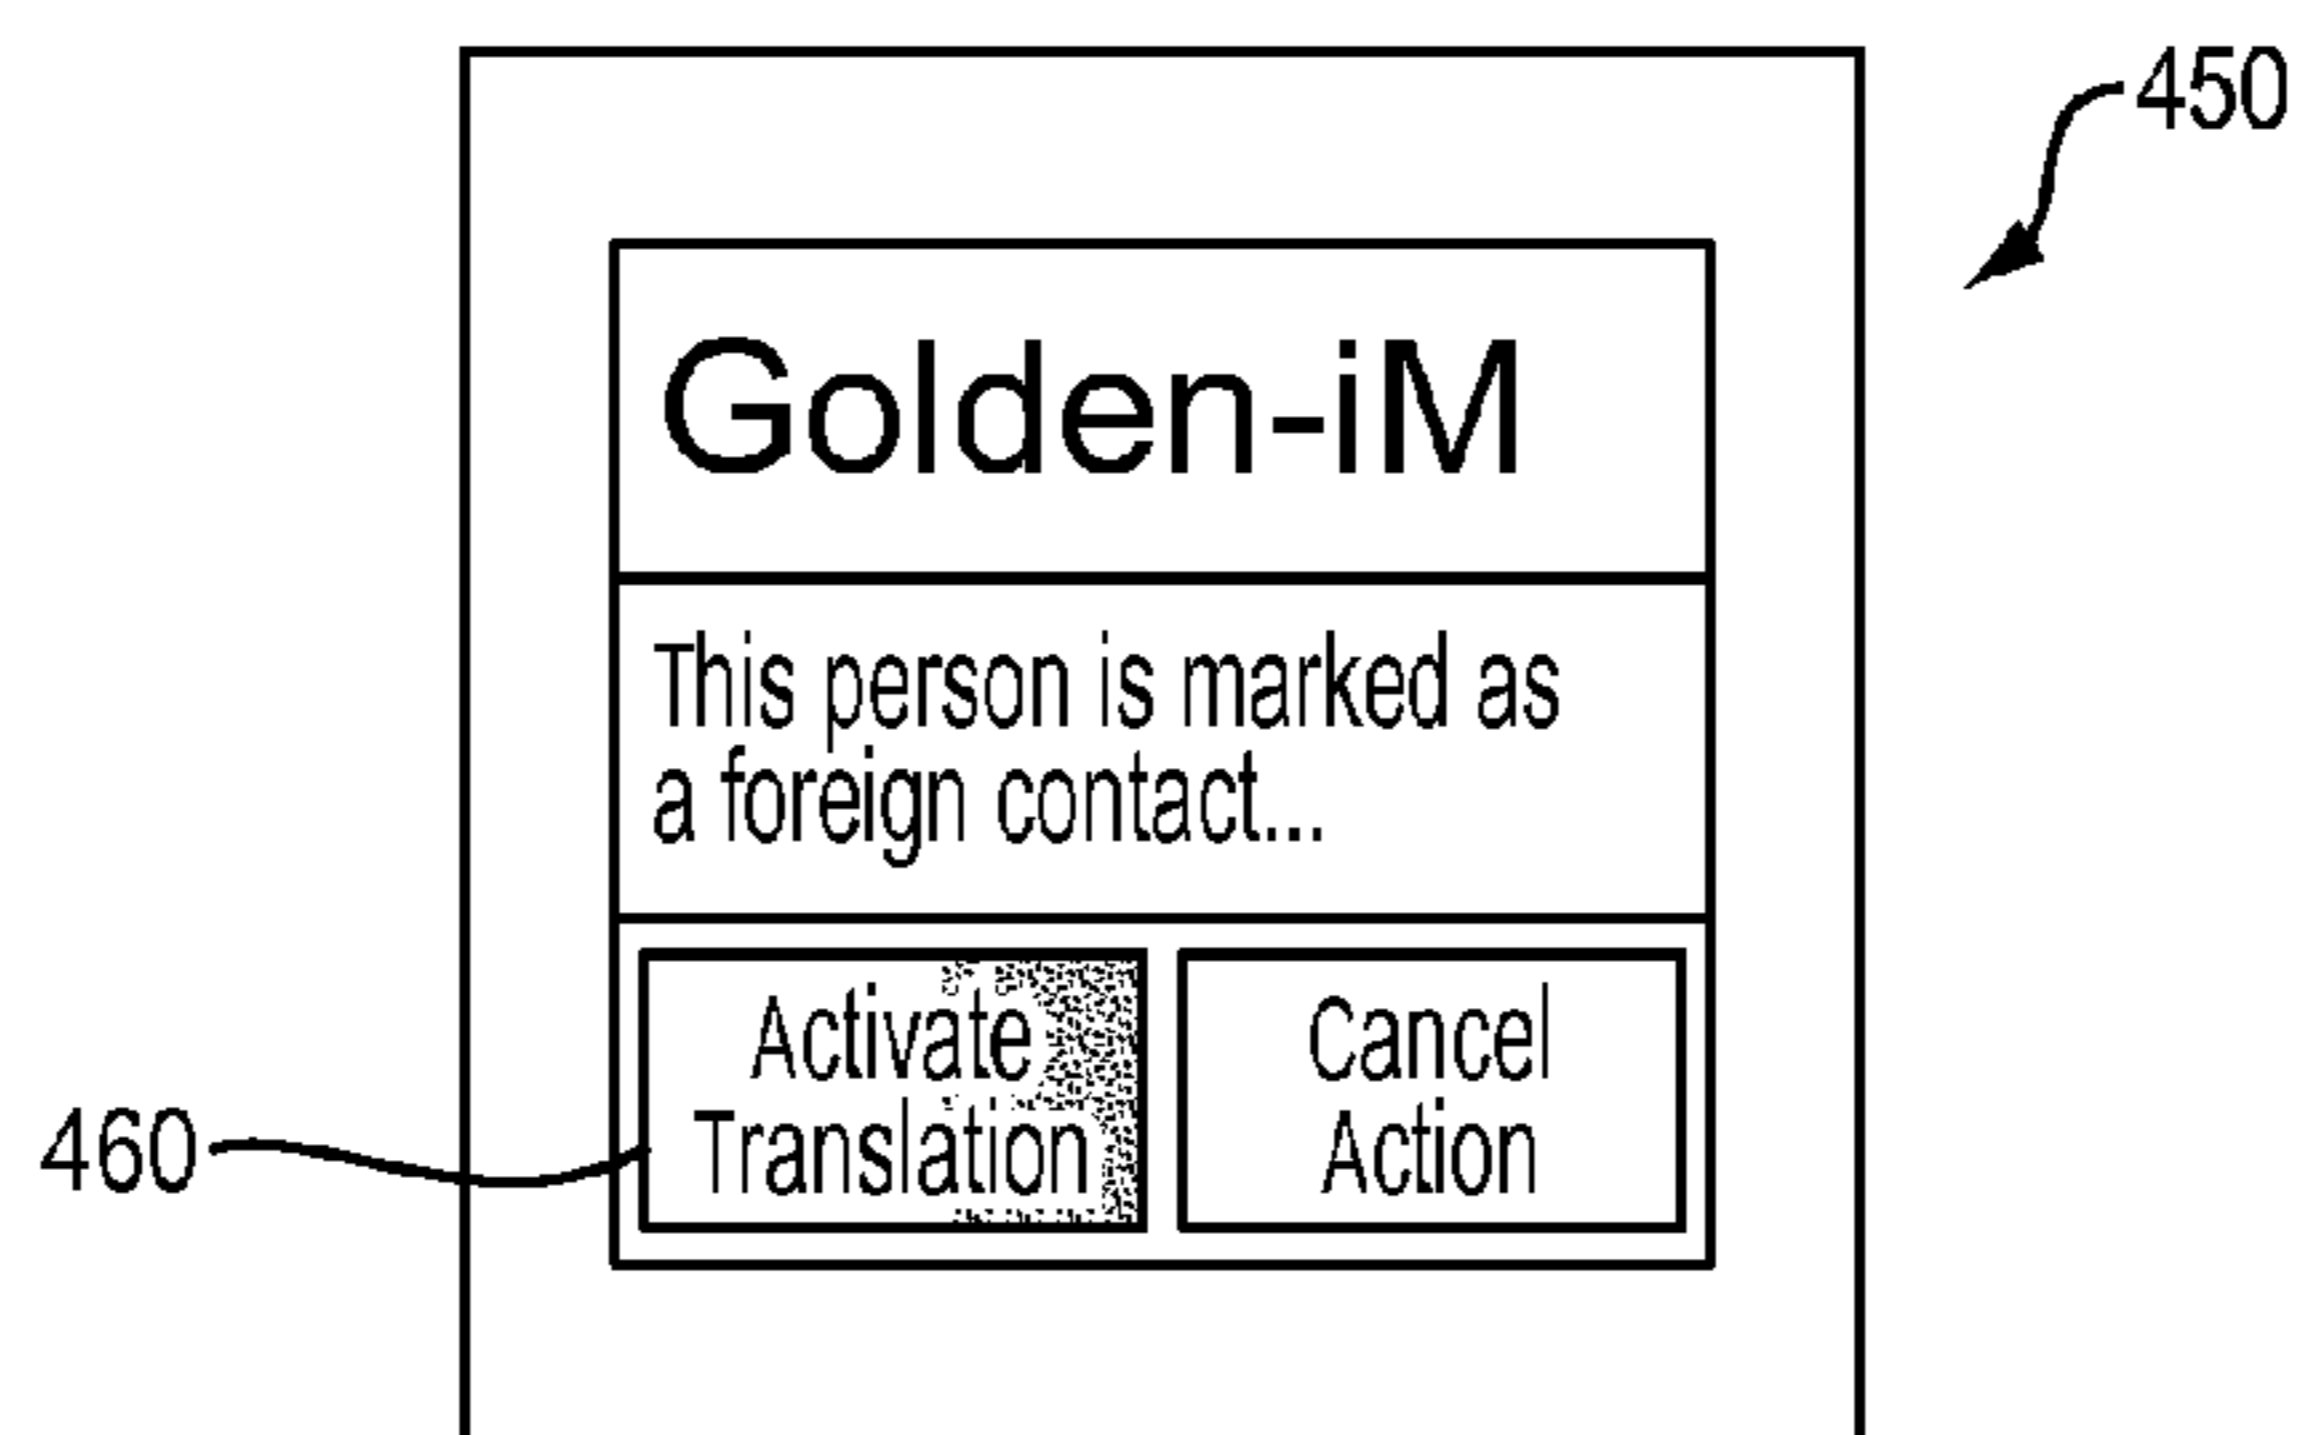 450
Golden-iM
This person is marked as
a foreign contact...
Activate
Translation
Cancel
Action
460